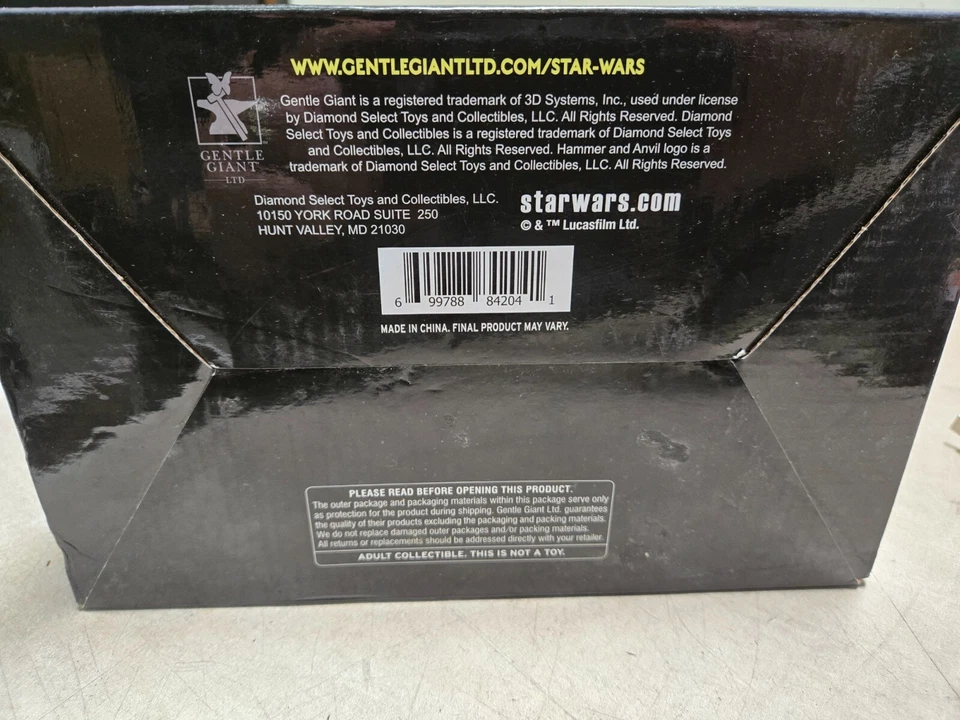 WWW.GENTLEGIANTLTD.COM/STAR-WARS
GENTLE
GIANT
LTD
Gentle Giant is a registered trademark of 3D Systems, Inc., used under license
by Diamond Select Toys and Collectibles, LLC. All Rights Reserved. Diamond
Select Toys and Collectibles is a registered trademark of Diamond Select Toys
and Collectibles, LLC. All Rights Reserved. Hammer and Anvil logo is a
trademark of Diamond Select Toys and Collectibles, LLC. All Rights Reserved.
Diamond Select Toys and Collectibles, LLC.
10150 YORK ROAD SUITE 250
HUNT VALLEY, MD 21030
starwars.com
© & ™ Lucasfilm Ltd.
6 99788 84204 1
MADE IN CHINA. FINAL PRODUCT MAY VARY.
PLEASE READ BEFORE OPENING THIS PRODUCT.
The outer package and packaging materials within this package serve only
as protection for the product during shipping. Gentle Giant Ltd. guarantees
the quality of their products excluding the packaging and packing materials.
We do not replace damaged outer packages and/or packing materials.
All returns or replacements should be addressed directly with your retailer.
ADULT COLLECTIBLE. THIS IS NOT A TOY.